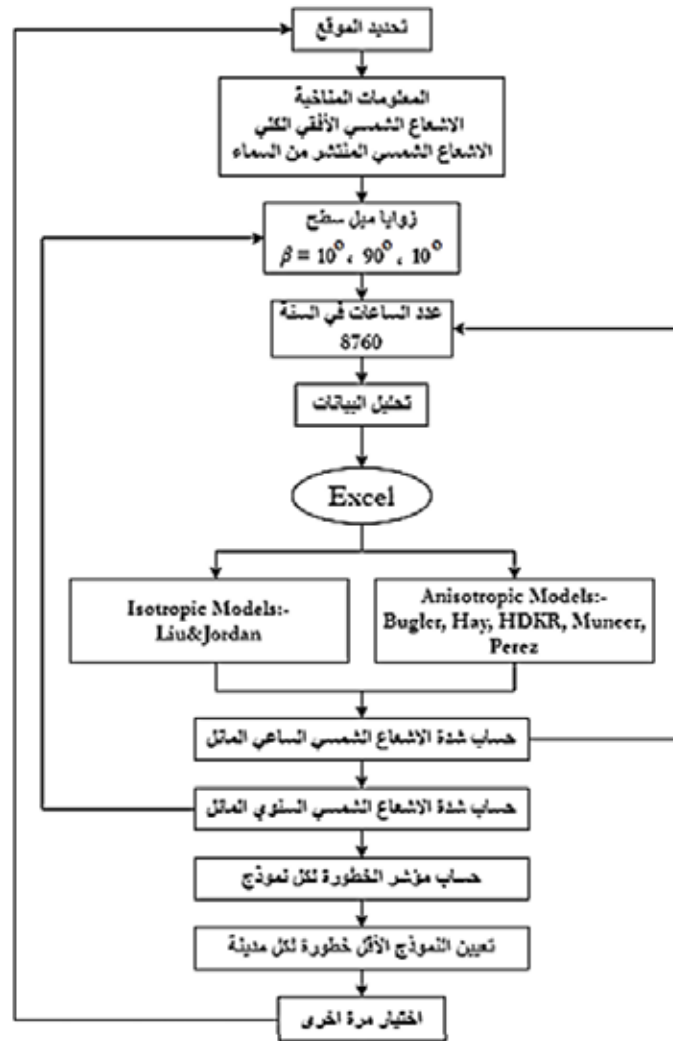 تحديد الموقع
المعلومات المناخية
الاشعاع الشمسي الأفقي الكلي
الاشعاع الشمسي المنتشر من السماء
زوايا ميل سطح
β = 10°، 90°، 10°
عدد الساعات في السنة
8760
تحليل البيانات
Excel
Isotropic Models:-
Liu&Jordan
Anisotropic Models:-
Bugler, Hay, HDKR, Muneer,
Perez
حساب شدة الاشعاع الشمسي الساعي المائل
حساب شدة الاشعاع الشمسي السنوي المائل
حساب مؤشر الخطورة لكل نموذج
تعيين النموذج الأقل خطورة لكل مدينة
اختيار مرة اخرى